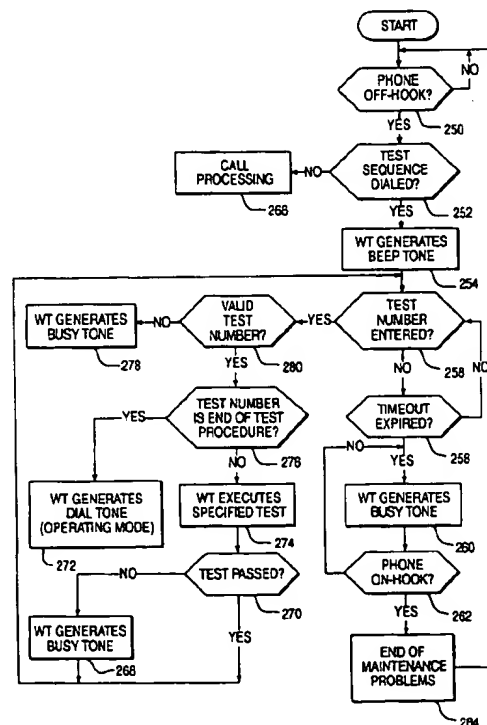 START
PHONE
OFF-HOOK?
NO
250
YES
TEST
SEQUENCE
DIALED?
252
NO
CALL
PROCESSING
266
YES
WT GENERATES
BEEP TONE
254
TEST
NUMBER
ENTERED?
258
YES
VALID
TEST
NUMBER?
280
NO
WT GENERATES
BUSY TONE
278
YES
TEST NUMBER
IS END OF TEST
PROCEDURE?
278
YES
WT GENERATES
DIAL TONE
(OPERATING MODE)
272
NO
WT EXECUTES
SPECIFIED TEST
274
TEST PASSED?
270
NO
WT GENERATES
BUSY TONE
268
YES
NO
TIMEOUT
EXPIRED?
258
NO
NO
YES
WT GENERATES
BUSY TONE
260
PHONE
ON-HOOK?
262
YES
END OF
MAINTENANCE
PROBLEMS
264